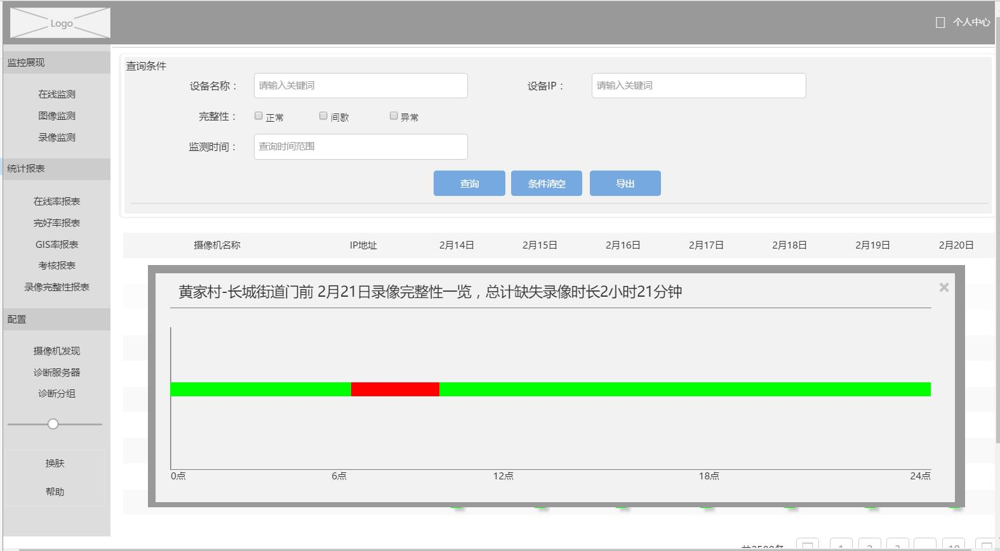 Logo
个人中心
监控展现
在线监测
图像监测
录像监测
统计报表
在线率报表
完好率报表
GIS率报表
考核报表
录像完整性报表
配置
摄像机发现
诊断服务器
诊断分组
换肤
帮助
查询条件
设备名称： 请输入关键词 设备IP： 请输入关键词
完整性： 正常 间歇 异常
监测时间： 查询时间范围
查询 条件清空 导出
摄像机名称 IP地址 2月14日 2月15日 2月16日 2月17日 2月18日 2月19日 2月20日
黄家村-长城街道门前 2月21日录像完整性一览，总计缺失录像时长2小时21分钟 ×
0点 6点 12点 18点 24点